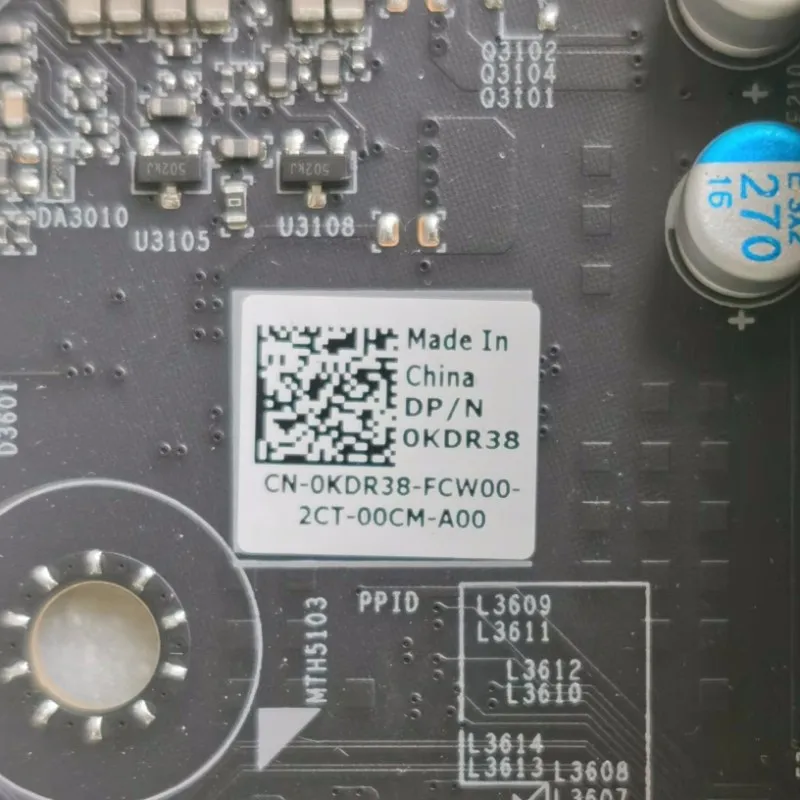 Q3102
Q3104
Q3101
16
270
DA3010
U3105
U3108
Made In
China
DP/N
0KDR38
CN-0KDR38-FCW00-
2CT-00CM-A00
D3601
PPID
MTH5103
L3609
L3611
L3612
L3610
L3614
L3613
L3608
L3607